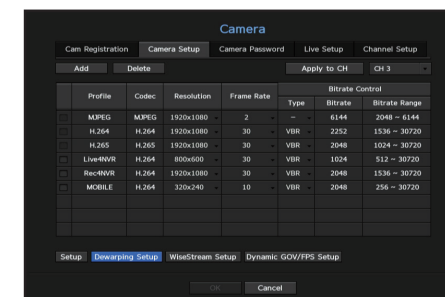 Camera
Cam Registration Camera Setup Camera Password Live Setup Channel Setup
Add Delete Apply to CH CH 3
Profile Codec Resolution Frame Rate Bitrate Control
Type Bitrate Bitrate Range
MJPEG MJPEG 1920x1080 2 - 6144 2048 ~ 6144
H.264 H.264 1920x1080 30 VBR 2252 1536 ~ 30720
H.265 H.265 1920x1080 30 VBR 2048 1024 ~ 30720
Live4NVR H.264 800x600 30 VBR 1024 512 ~ 30720
Rec4NVR H.264 1920x1080 30 VBR 2048 1536 ~ 30720
MOBILE H.264 320x240 10 VBR 2048 256 ~ 30720
Setup Dewarping Setup WiseStream Setup Dynamic GOV/FPS Setup
OK Cancel